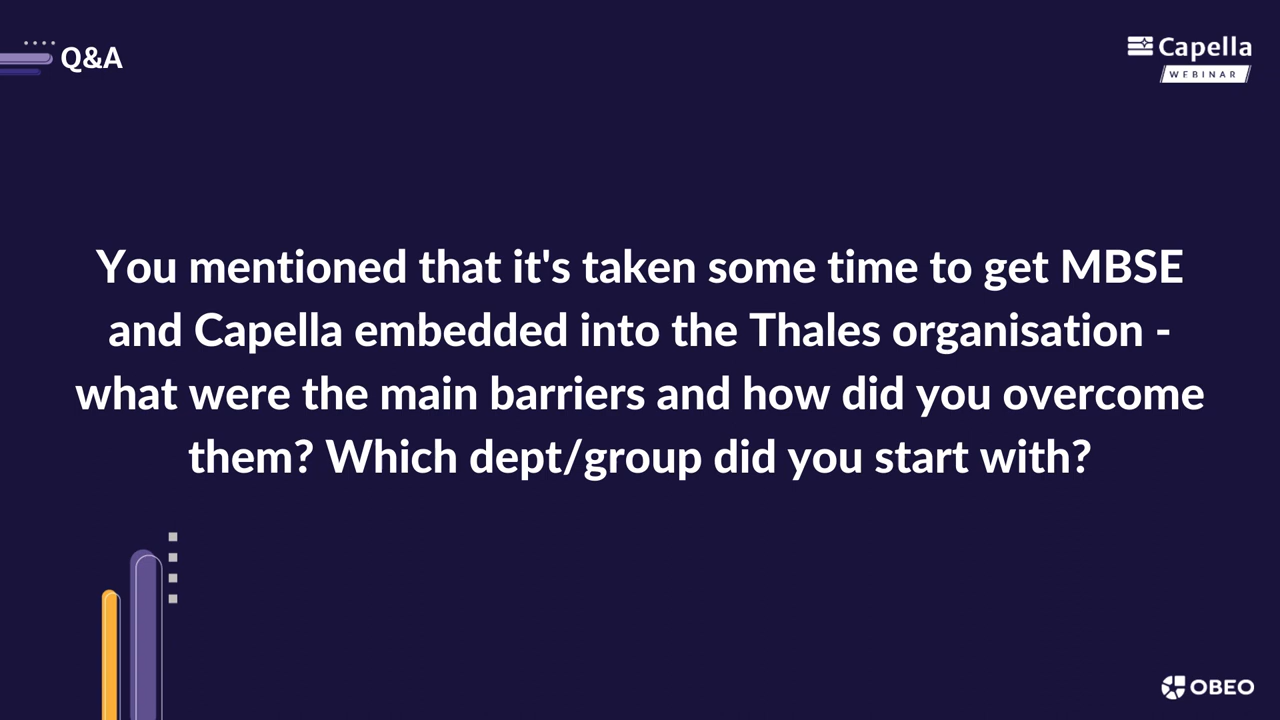 Q&A
Capella
WEBINAR
You mentioned that it's taken some time to get MBSE
and Capella embedded into the Thales organisation -
what were the main barriers and how did you overcome
them? Which dept/group did you start with?
OBEO